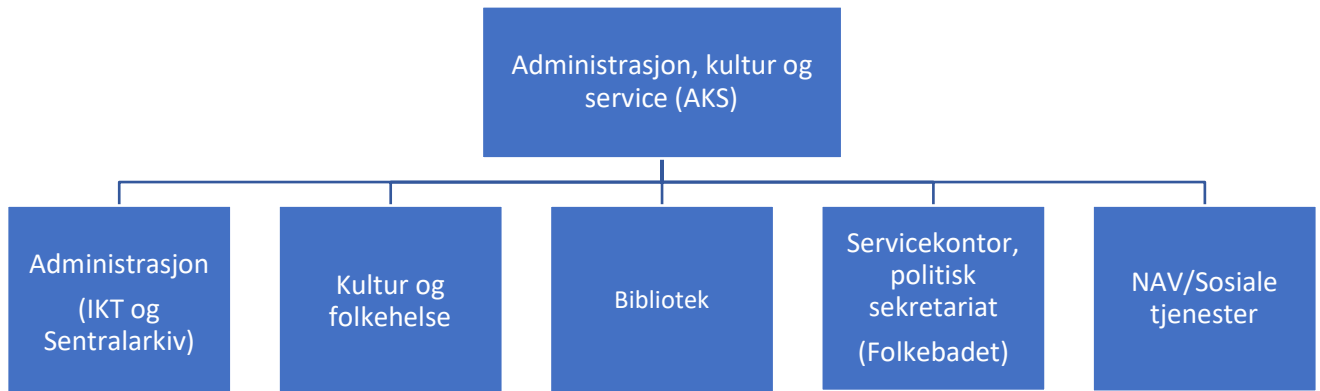 Administrasjon, kultur og
service (AKS)
Administrasjon
(IKT og
Sentralarkiv)
Kultur og
folkehelse
Bibliotek
Servicekontor,
politisk
sekretariat
(Folkebadet)
NAV/Sosiale
tjenester